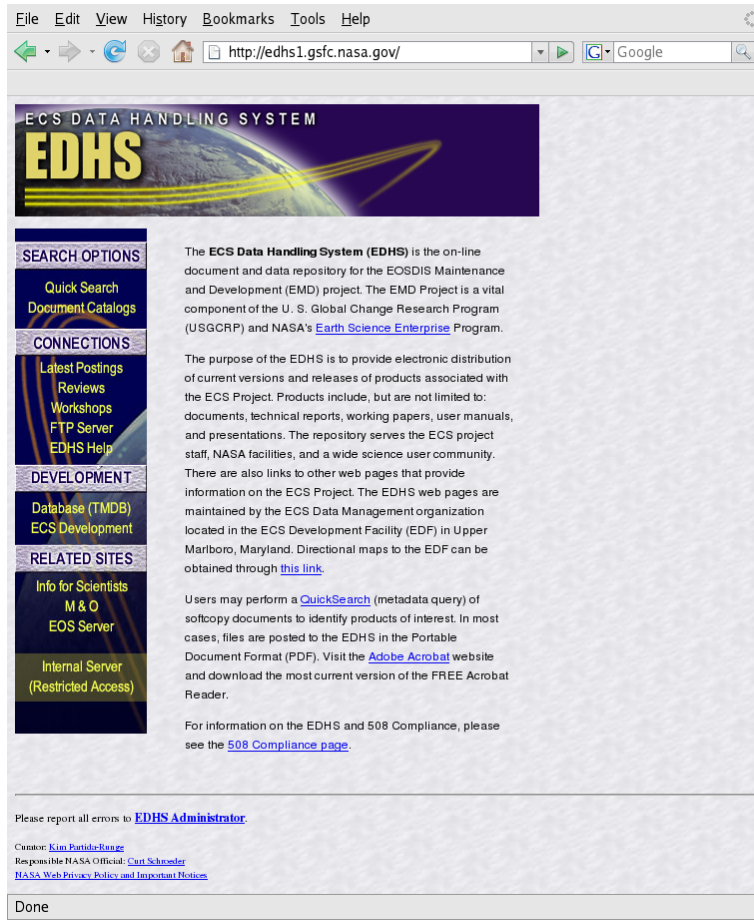 File Edit View History Bookmarks Tools Help
http://edhs1.gsfc.nasa.gov/ G Google
ECS DATA HANDLING SYSTEM
EDHS
SEARCH OPTIONS
Quick Search
Document Catalogs
CONNECTIONS
Latest Postings
Reviews
Workshops
FTP Server
EDHS Help
DEVELOPMENT
Database (TMDB)
ECS Development
RELATED SITES
Info for Scientists
M & O
EOS Server
Internal Server
(Restricted Access)
The ECS Data Handling System (EDHS) is the on-line
document and data repository for the EOSDIS Maintenance
and Development (EMD) project. The EMD Project is a vital
component of the U. S. Global Change Research Program
(USGCRP) and NASA's Earth Science Enterprise Program.
The purpose of the EDHS is to provide electronic distribution
of current versions and releases of products associated with
the ECS Project. Products include, but are not limited to:
documents, technical reports, working papers, user manuals,
and presentations. The repository serves the ECS project
staff, NASA facilities, and a wide science user community.
There are also links to other web pages that provide
information on the ECS Project. The EDHS web pages are
maintained by the ECS Data Management organization
located in the ECS Development Facility (EDF) in Upper
Marlboro, Maryland. Directional maps to the EDF can be
obtained through this link.
Users may perform a QuickSearch (metadata query) of
softcopy documents to identify products of interest. In most
cases, files are posted to the EDHS in the Portable
Document Format (PDF). Visit the Adobe Acrobat website
and download the most current version of the FREE Acrobat
Reader.
For information on the EDHS and 508 Compliance, please
see the 508 Compliance page.
Please report all errors to EDHS Administrator.
Curator: Kim Partida-Runge
Responsible NASA Official: Curt Schroeder
NASA Web Privacy Policy and Important Notices
Done